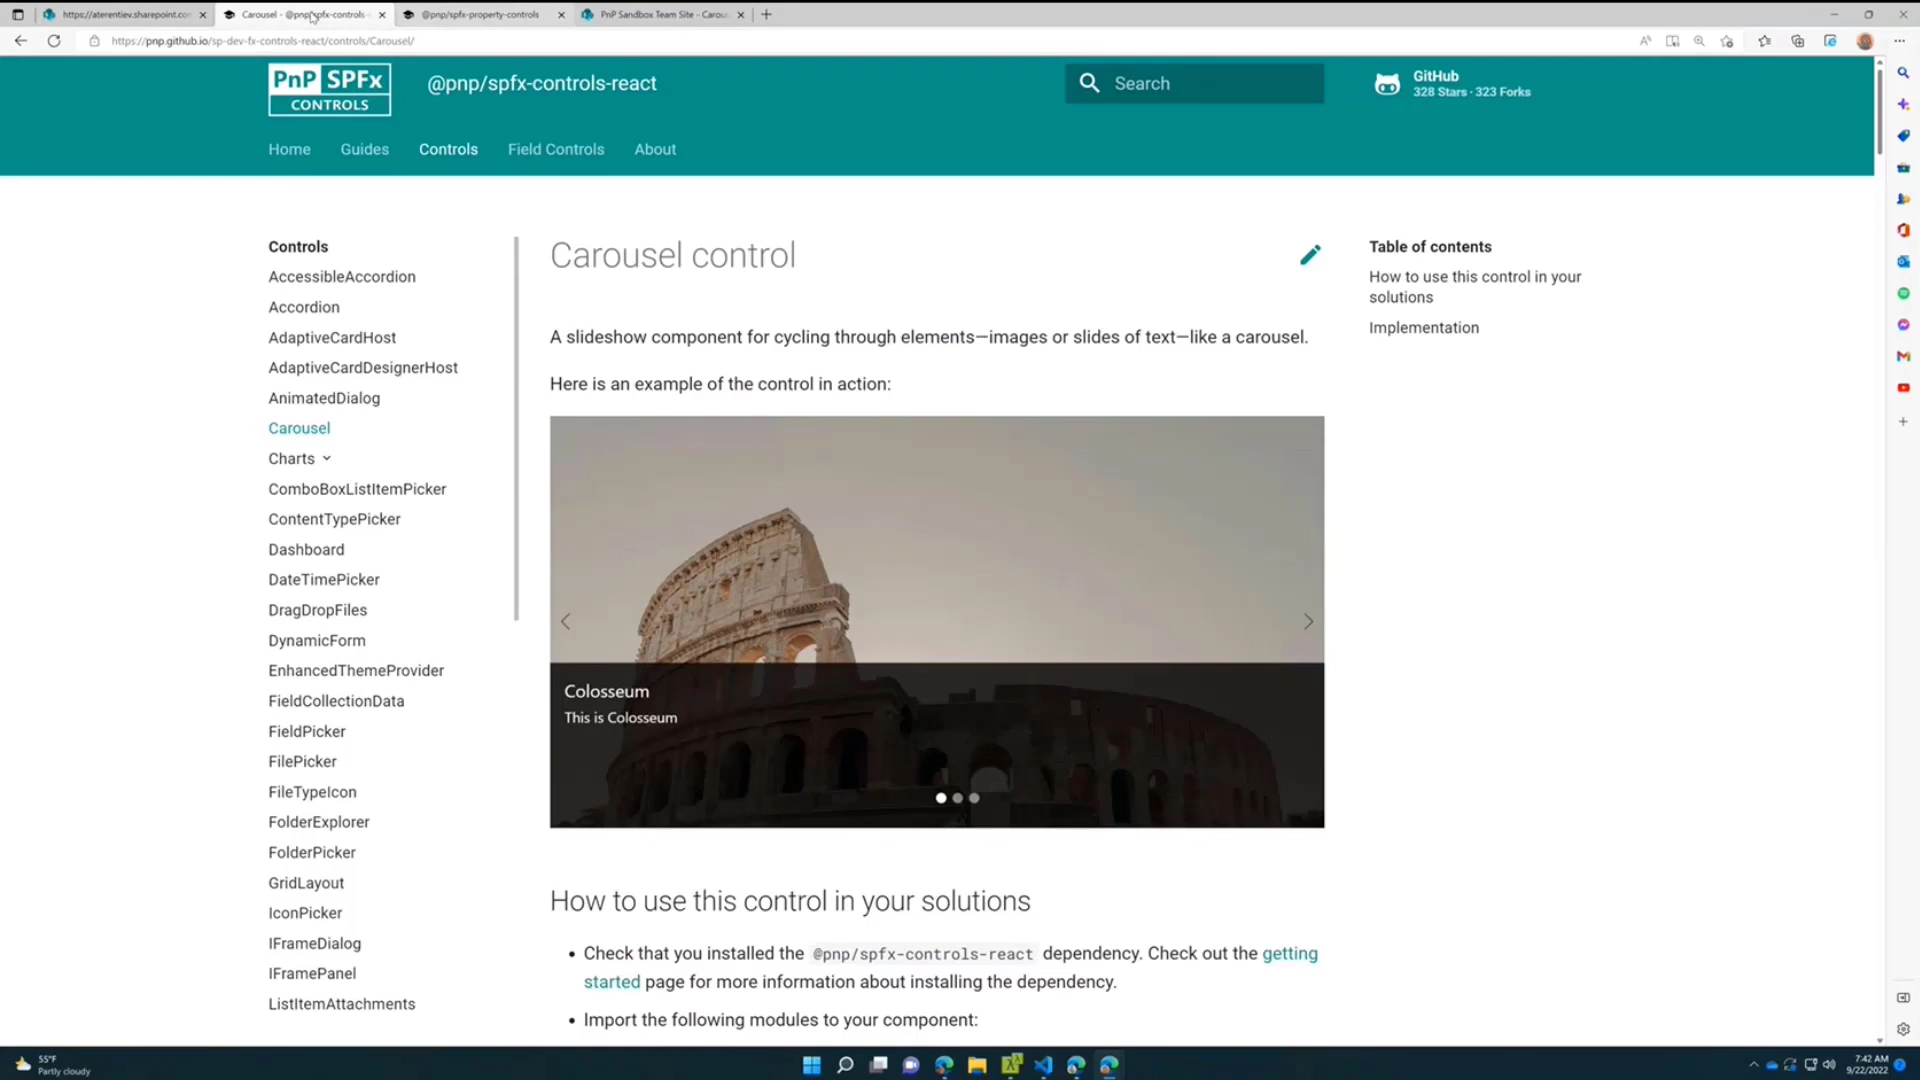 https://aterentiev.sharepoint.con
Carousel - @pnp/spfx-controls-
@pnp/spfx-property-controls
PnP Sandbox Team Site - Carous
https://pnp.github.io/sp-dev-fx-controls-react/controls/Carousel/
PnP SPFx
CONTROLS
@pnp/spfx-controls-react
Search
GitHub
328 Stars · 323 Forks
Home
Guides
Controls
Field Controls
About
Controls
AccessibleAccordion
Accordion
AdaptiveCardHost
AdaptiveCardDesignerHost
AnimatedDialog
Carousel
Charts
ComboBoxListItemPicker
ContentTypePicker
Dashboard
DateTimePicker
DragDropFiles
DynamicForm
EnhancedThemeProvider
FieldCollectionData
FieldPicker
FilePicker
FileTypeIcon
FolderExplorer
FolderPicker
GridLayout
IconPicker
IFrameDialog
IFramePanel
ListItemAttachments
Carousel control
A slideshow component for cycling through elements—images or slides of text—like a carousel.
Here is an example of the control in action:
Colosseum
This is Colosseum
How to use this control in your solutions
• Check that you installed the @pnp/spfx-controls-react dependency. Check out the getting
started page for more information about installing the dependency.
• Import the following modules to your component:
Table of contents
How to use this control in your
solutions
Implementation
55°F
Partly cloudy
7:42 AM
9/22/2022